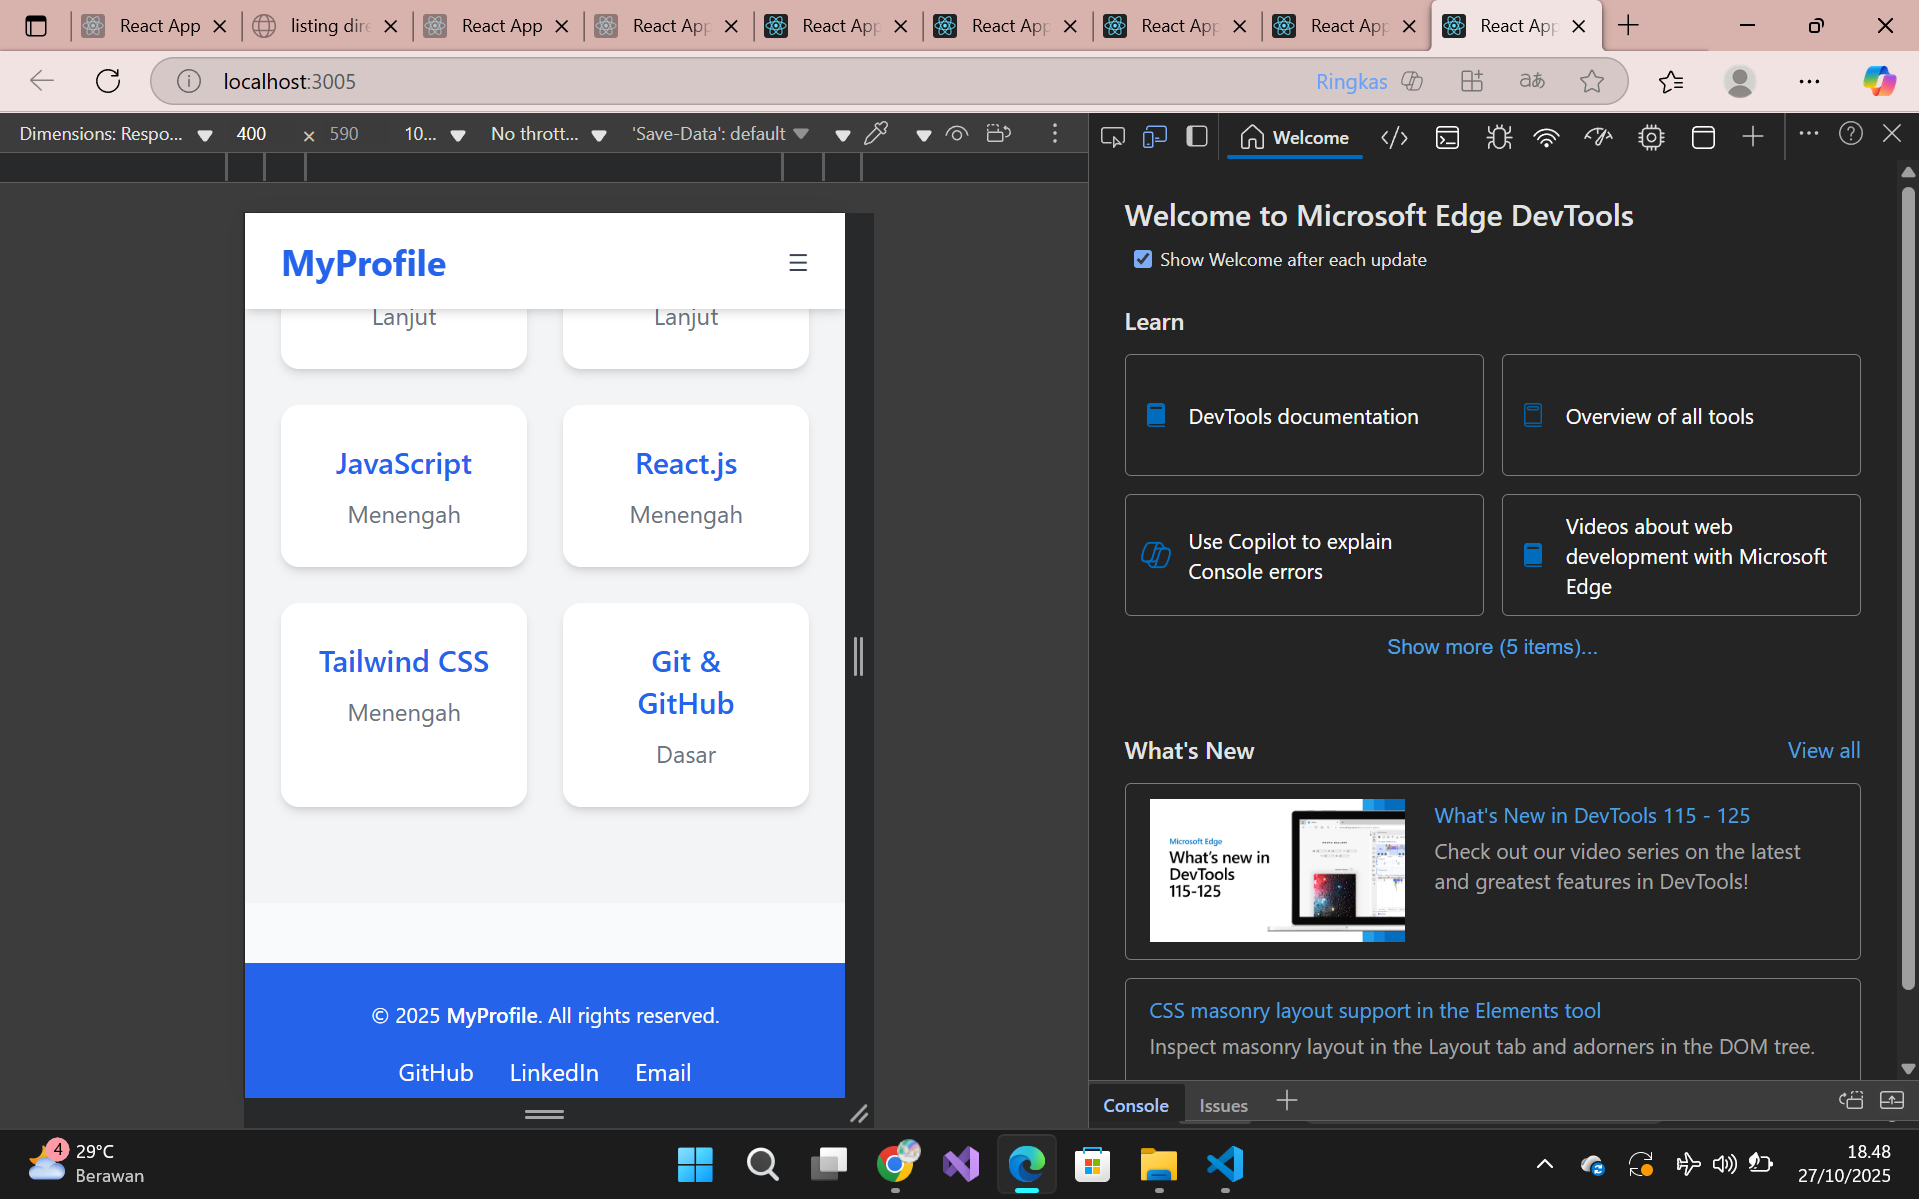 React App
listing dire
React App
React App
React App
React App
React App
React App
React App
localhost:3005
Ringkas
Dimensions: Respo... 400 × 590 10... No thrott... 'Save-Data': default
Welcome
MyProfile
Lanjut
Lanjut
JavaScript
React.js
Menengah
Menengah
Tailwind CSS
Git &
GitHub
Menengah
Dasar
© 2025 MyProfile. All rights reserved.
GitHub LinkedIn Email
Welcome to Microsoft Edge DevTools
Show Welcome after each update
Learn
DevTools documentation
Overview of all tools
Use Copilot to explain
Console errors
Videos about web
development with Microsoft
Edge
Show more (5 items)...
What's New
View all
Microsoft Edge
What's new in
DevTools
115-125
What's New in DevTools 115 - 125
Check out our video series on the latest
and greatest features in DevTools!
CSS masonry layout support in the Elements tool
Inspect masonry layout in the Layout tab and adorners in the DOM tree.
Console
Issues
4
29°C
Berawan
18.48
27/10/2025